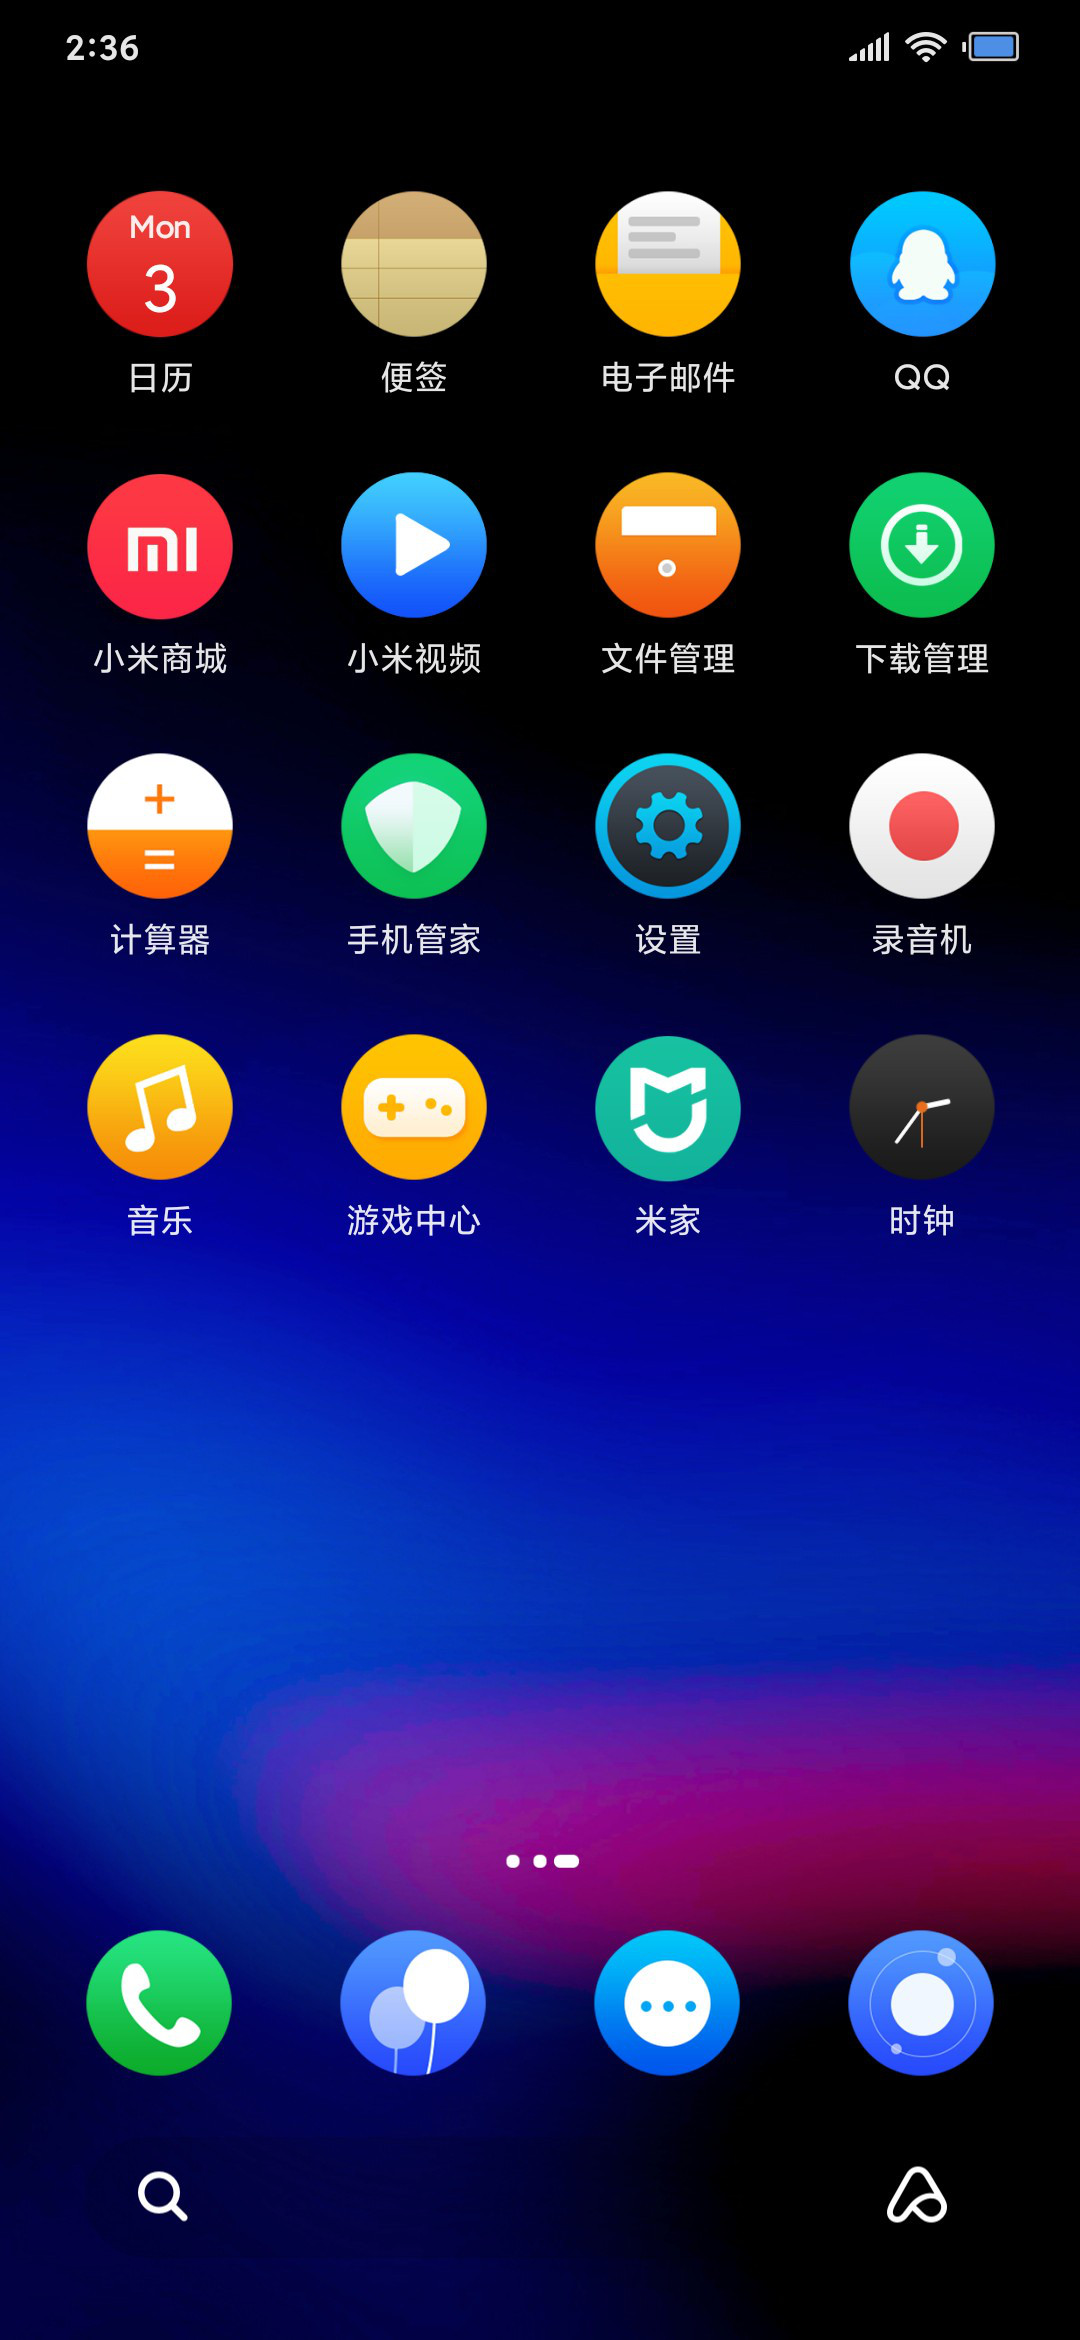 2:36
Mon
3
日历
便签
电子邮件
QQ
mi
小米商城
小米视频
文件管理
下载管理
计算器
手机管家
设置
录音机
音乐
游戏中心
米家
时钟